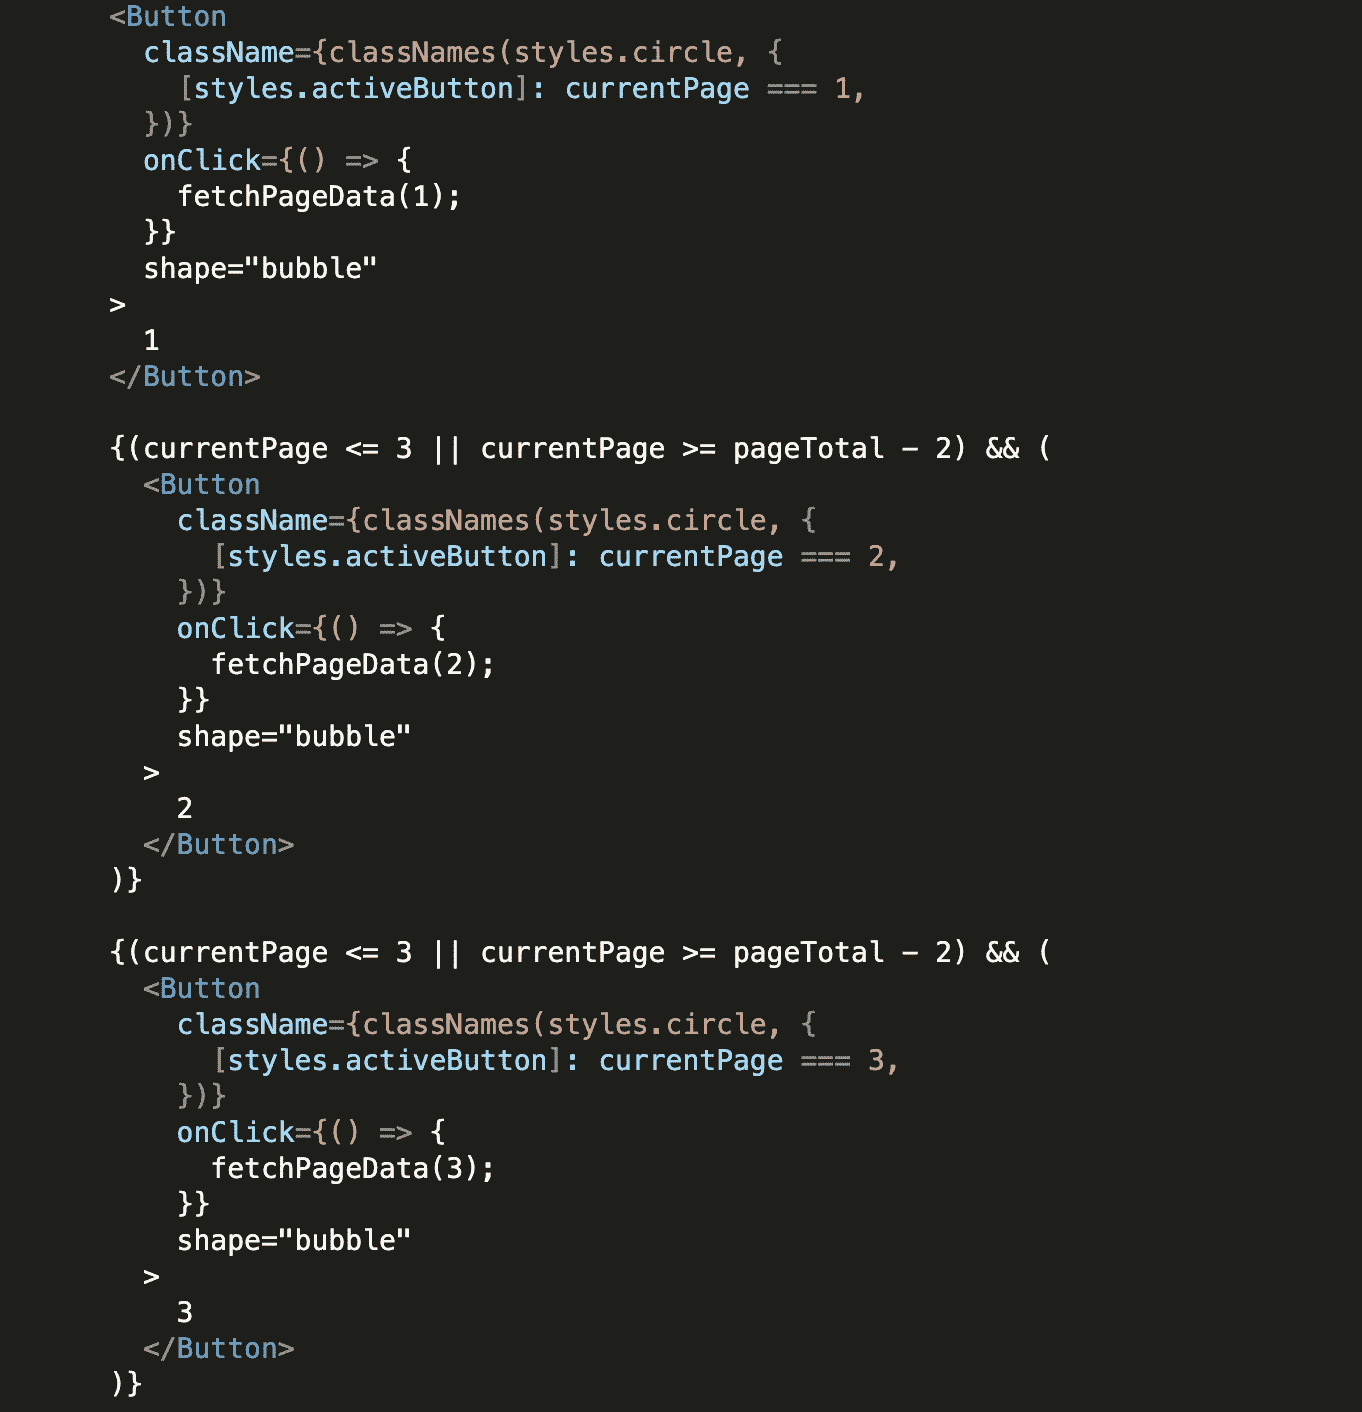 <Button
className={classNames(styles.circle, {
[styles.activeButton]: currentPage === 1,
})}
onClick={() => {
fetchPageData(1);
}}
shape="bubble"
>
1
</Button>
{(currentPage <= 3 || currentPage >= pageTotal - 2) && (
<Button
className={classNames(styles.circle, {
[styles.activeButton]: currentPage === 2,
})}
onClick={() => {
fetchPageData(2);
}}
shape="bubble"
>
2
</Button>
)}
{(currentPage <= 3 || currentPage >= pageTotal - 2) && (
<Button
className={classNames(styles.circle, {
[styles.activeButton]: currentPage === 3,
})}
onClick={() => {
fetchPageData(3);
}}
shape="bubble"
>
3
</Button>
)}